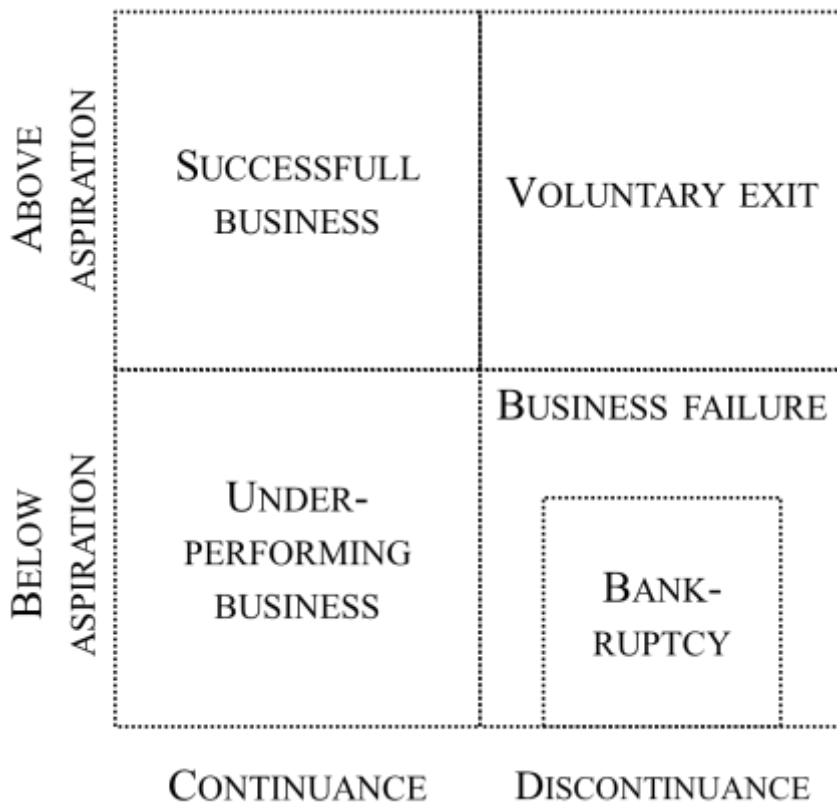 ABOVE
ASPIRATION
SUCCESSFULL
BUSINESS
VOLUNTARY EXIT
BELOW
ASPIRATION
UNDER-
PERFORMING
BUSINESS
BUSINESS FAILURE
BANK-
RUPTCY
CONTINUANCE
DISCONTINUANCE